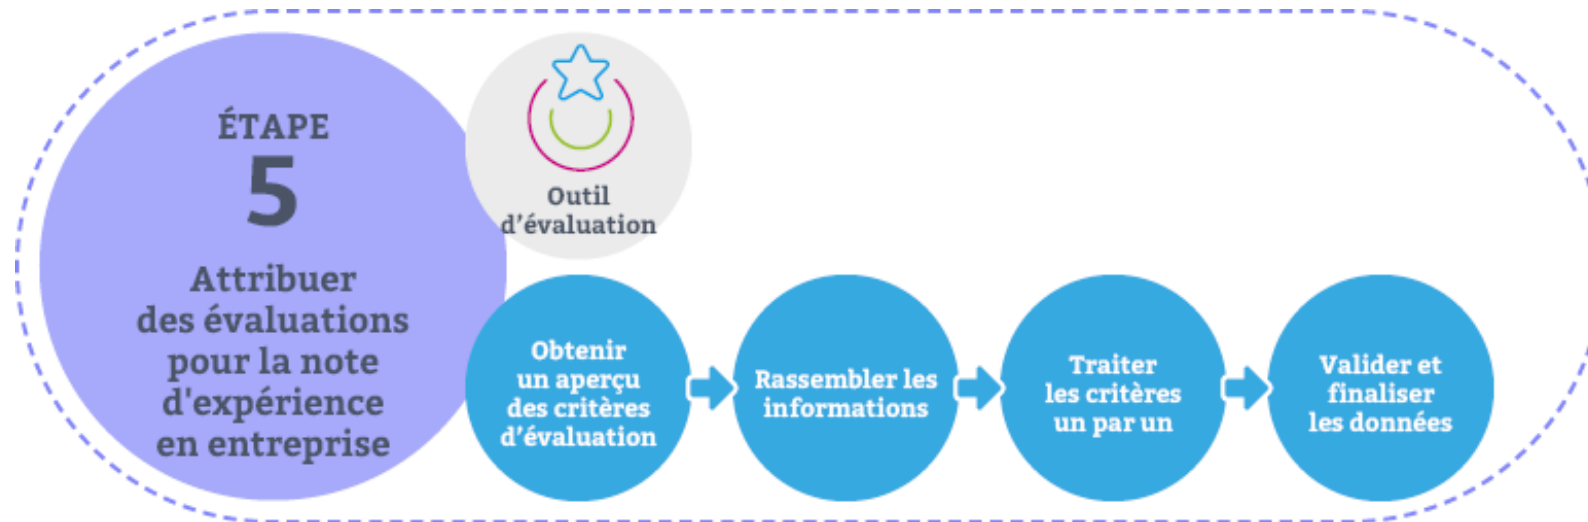 ÉTAPE
5
Attribuer
des évaluations
pour la note
d'expérience
en entreprise
Outil
d’évaluation
Obtenir
un aperçu
des critères
d’évaluation
Rassembler les
informations
Traiter
les critères
un par un
Valider et
finaliser
les données